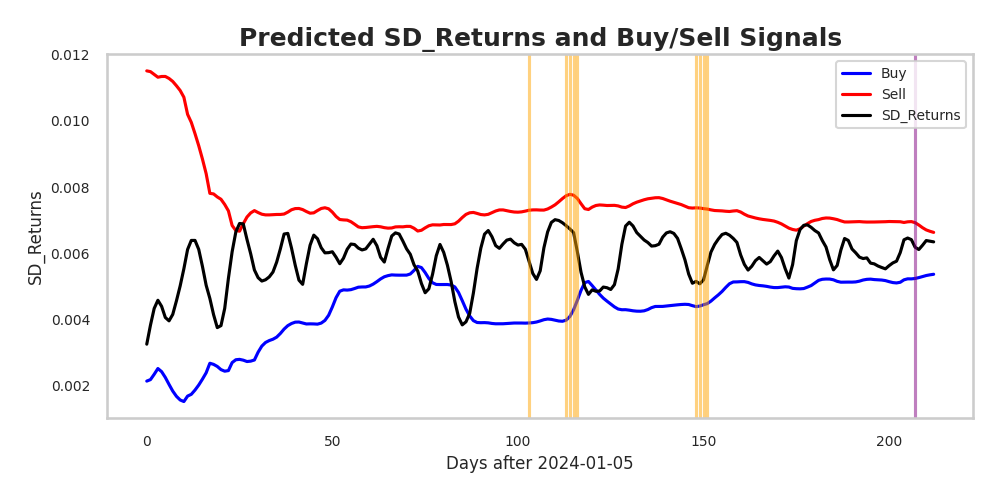 Predicted SD_Returns and Buy/Sell Signals
0.012
0.010
0.008
0.006
0.004
0.002
SD_Returns
Buy
Sell
SD_Returns
0
50
100
150
200
Days after 2024-01-05